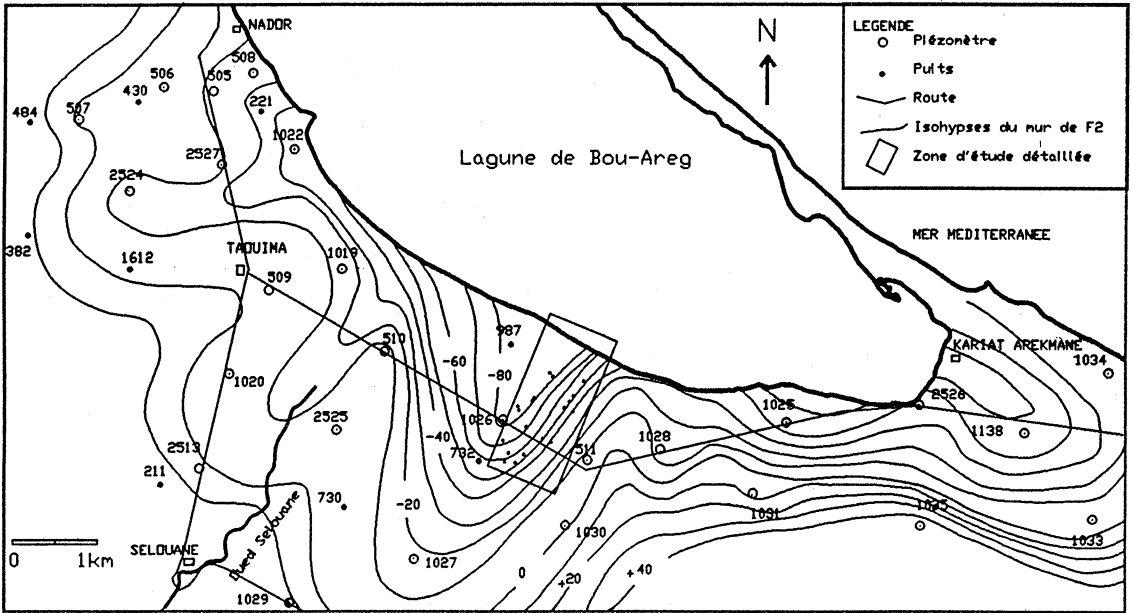 NADOR
LEGENDE
Piézomètre
Puits
Route
Isohypses du mur de F2
Zone d'étude détaillée
N
508
506
505
430
221
484
507
1022
2527
2524
Lagune de Bou-Areg
MER MEDITERRANEE
382
TAOUIMA
1612
1019
509
987
510
KARIAT AREKMANE
1034
-60
-80
1020
2526
1025
2525
1026
1138
-40
1028
2513
732
511
211
730
-20
1031
1035
1030
1033
SELOUANE
Oued Selouane
1027
0
+20
+40
0 1km
1029